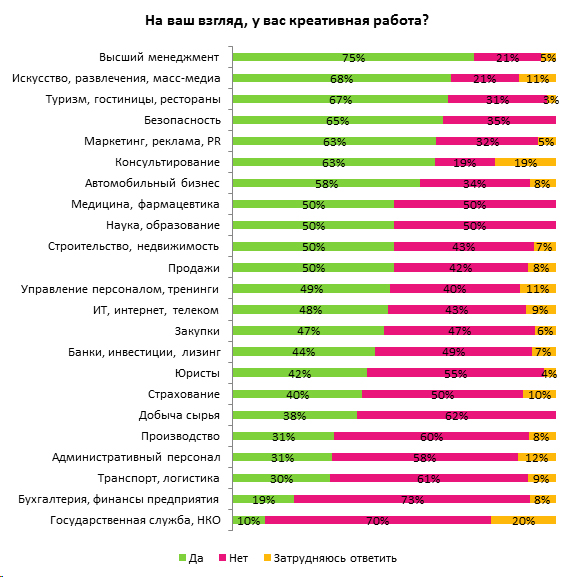 На ваш взгляд, у вас креативная работа?
Высший менеджмент 75% 21% 5%
Искусство, развлечения, масс-медиа 68% 21% 11%
Туризм, гостиницы, рестораны 67% 31% 3%
Безопасность 65% 35%
Маркетинг, реклама, PR 63% 32% 5%
Консультирование 63% 19% 19%
Автомобильный бизнес 58% 34% 8%
Медицина, фармацевтика 50% 50%
Наука, образование 50% 50%
Строительство, недвижимость 50% 43% 7%
Продажи 50% 42% 8%
Управление персоналом, тренинги 49% 40% 11%
ИТ, интернет, телеком 48% 43% 9%
Закупки 47% 47% 6%
Банки, инвестиции, лизинг 44% 49% 7%
Юристы 42% 55% 4%
Страхование 40% 50% 10%
Добыча сырья 38% 62%
Производство 31% 60% 8%
Административный персонал 31% 58% 12%
Транспорт, логистика 30% 61% 9%
Бухгалтерия, финансы предприятия 19% 73% 8%
Государственная служба, НКО 10% 70% 20%
Да Нет Затрудняюсь ответить